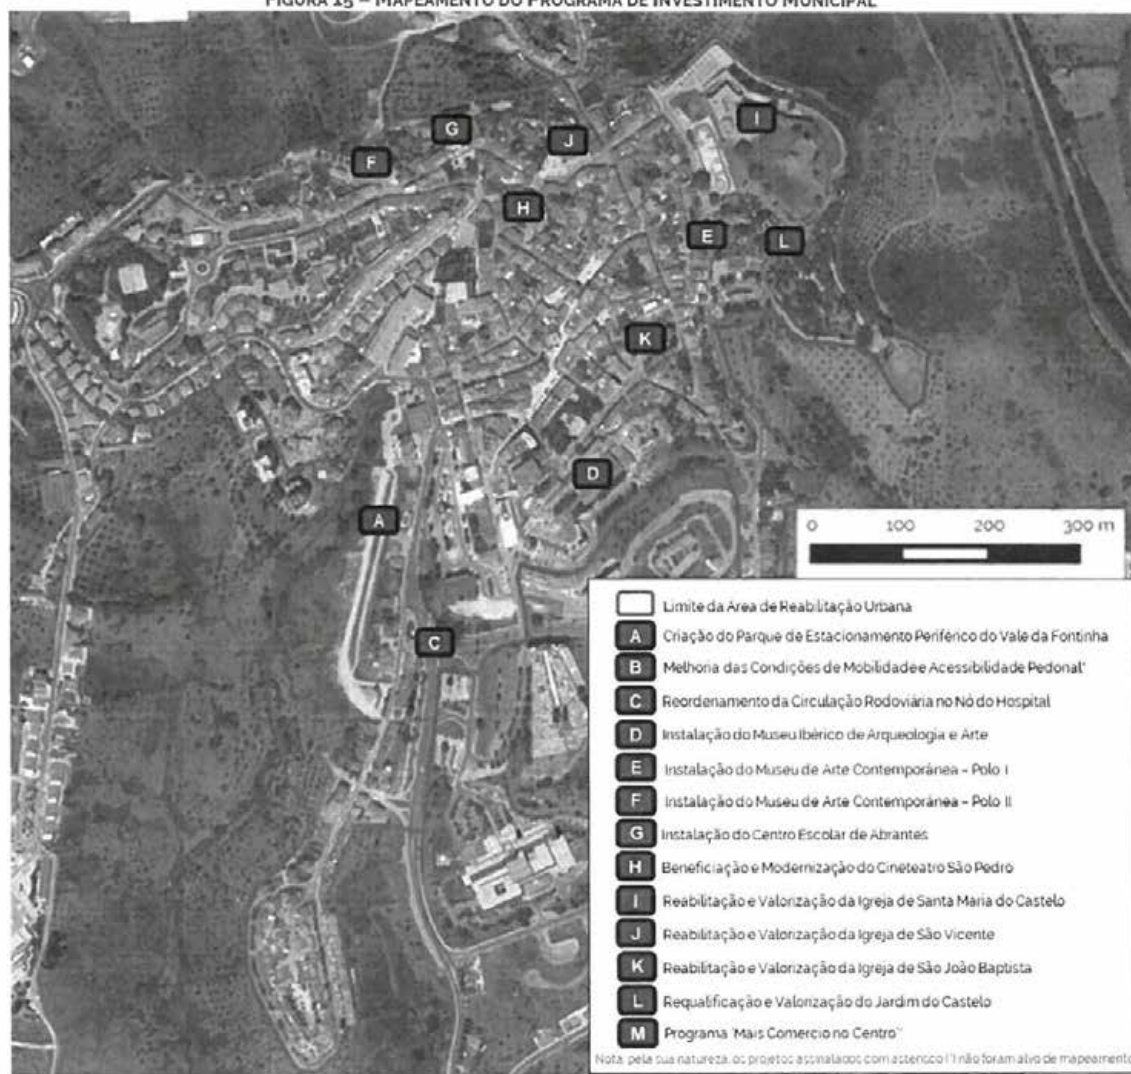 FIGURA 15 – MAPEAMENTO DO PROGRAMA DE INVESTIMENTO MUNICIPAL
G
J
I
F
H
E
L
K
D
A
C
0 100 200 300 m
Limite da Área de Reabilitação Urbana
A Criação do Parque de Estacionamento Periférico do Vale da Fontinha
B Melhoria das Condições de Mobilidade e Acessibilidade Pedonal*
C Reordenamento da Circulação Rodoviária no Nó do Hospital
D Instalação do Museu Ibérico de Arqueologia e Arte
E Instalação do Museu de Arte Contemporânea – Polo I
F Instalação do Museu de Arte Contemporânea – Polo II
G Instalação do Centro Escolar de Abrantes
H Beneficiação e Modernização do Cineteatro São Pedro
I Reabilitação e Valorização da Igreja de Santa Maria do Castelo
J Reabilitação e Valorização da Igreja de São Vicente
K Reabilitação e Valorização da Igreja de São João Baptista
L Requalificação e Valorização do Jardim do Castelo
M Programa "Mais Comercio no Centro"*
Nota: pela sua natureza, os projetos assinalados com asterisco (*) não foram alvo de mapeamento